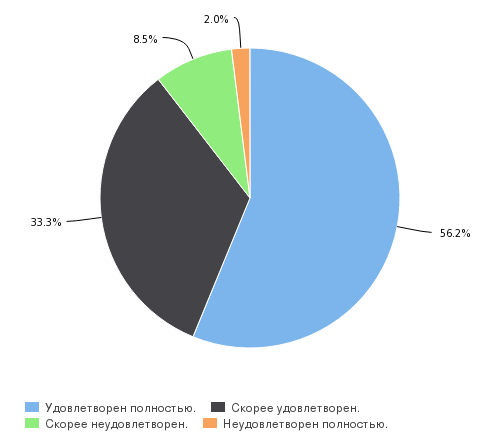 2.0%
8.5%
33.3%
56.2%
Удовлетворен полностью. Скорее удовлетворен.
Скорее неудовлетворен. Неудовлетворен полностью.